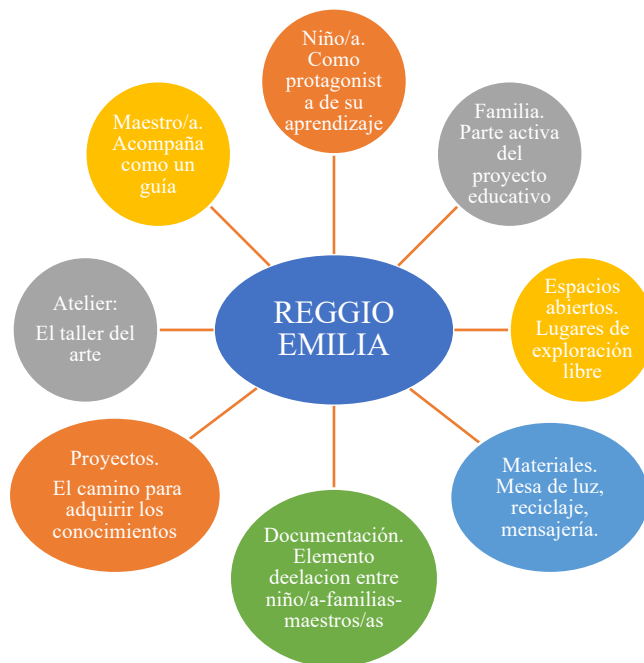 Niño/a.
Como
protagonist
a de su
aprendizaje
Familia.
Parte activa
del
proyecto
educativo
Espacios
abiertos.
Lugares de
exploración
libre
Materiales.
Mesa de luz,
reciclaje,
mensajería.
Documentación.
Elemento
deelacion entre
niño/a-familias-
maestros/as
Proyectos.
El camino para
adquirir los
conocimientos
Atelier:
El taller del
arte
Maestro/a.
Acompaña
como un
guía
REGGIO
EMILIA